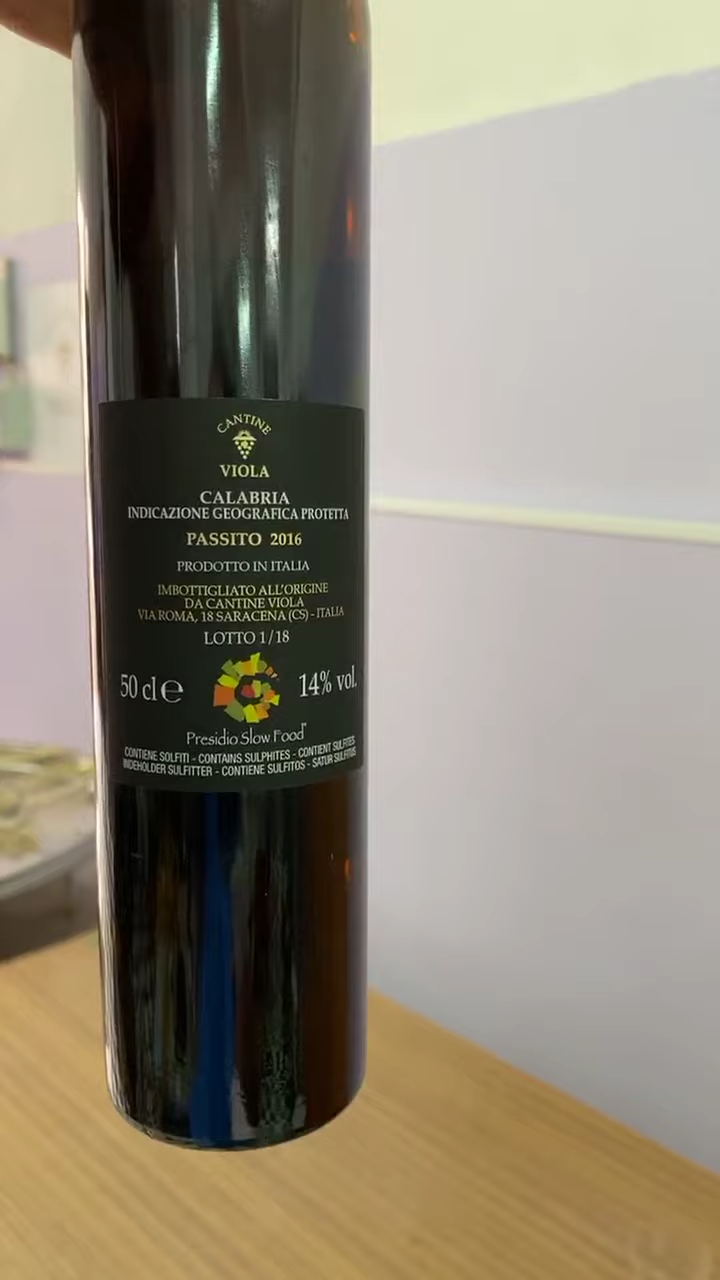 CANTINE
VIOLA
CALABRIA
INDICAZIONE GEOGRAFICA PROTETTA
PASSITO 2016
PRODOTTO IN ITALIA
IMBOTTIGLIATO ALL'ORIGINE
DA CANTINE VIOLA
VIA ROMA, 18 SARACENA (CS) - ITALIA
LOTTO 1/18
50 cl e 14% vol.
Presidio Slow Food
CONTIENE SOLFITI - CONTAINS SULPHITES - CONTIENT SULFITES
INDEHOLDER SULFITTER - CONTIENE SULFITOS - SATUR SULFITUS